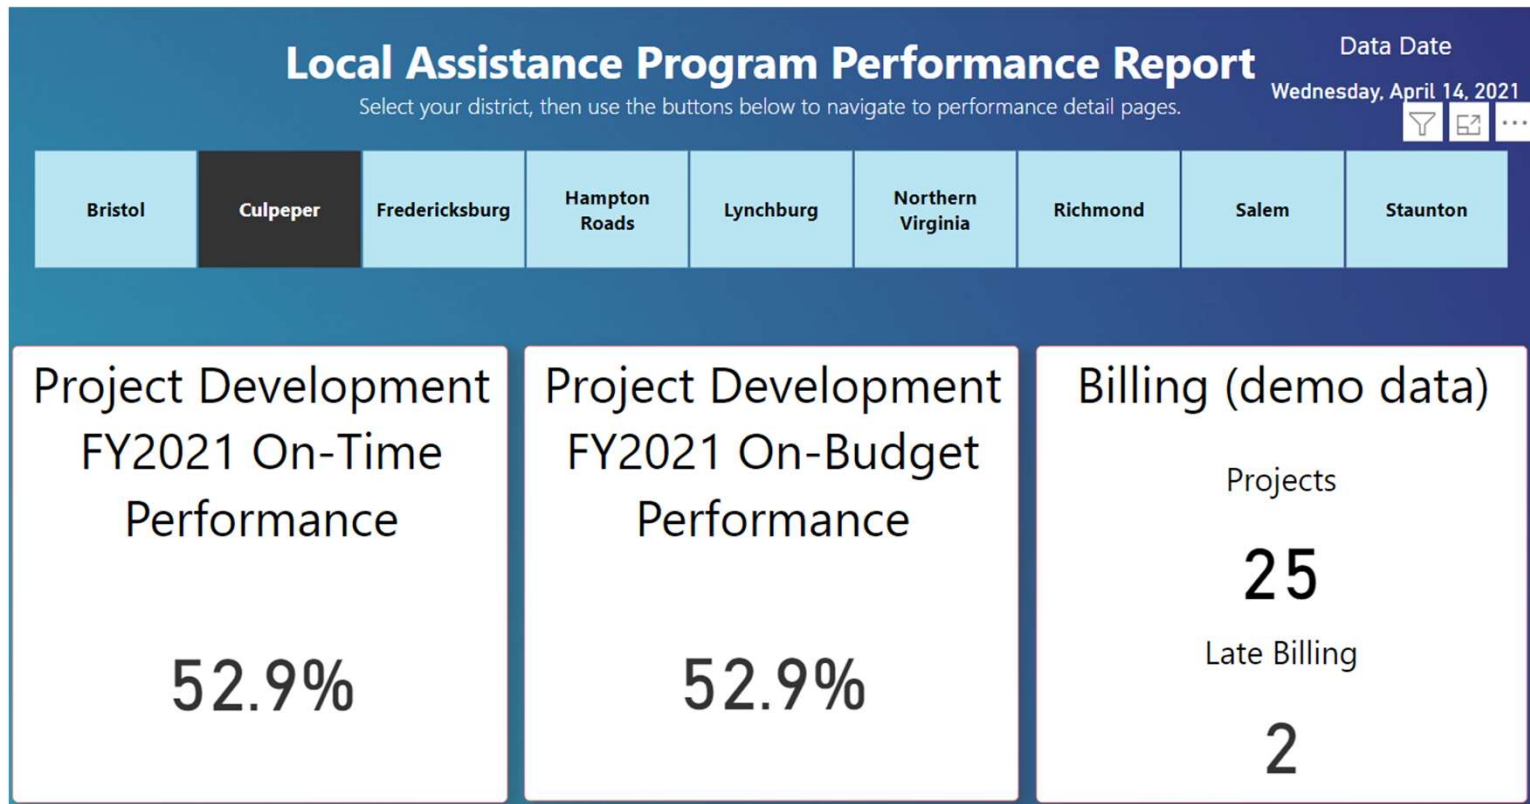 Local Assistance Program Performance Report
Select your district, then use the buttons below to navigate to performance detail pages.
Data Date
Wednesday, April 14, 2021
Bristol
Culpeper
Fredericksburg
Hampton
Roads
Lynchburg
Northern
Virginia
Richmond
Salem
Staunton
Project Development
FY2021 On-Time
Performance
52.9%
Project Development
FY2021 On-Budget
Performance
52.9%
Billing (demo data)
Projects
25
Late Billing
2